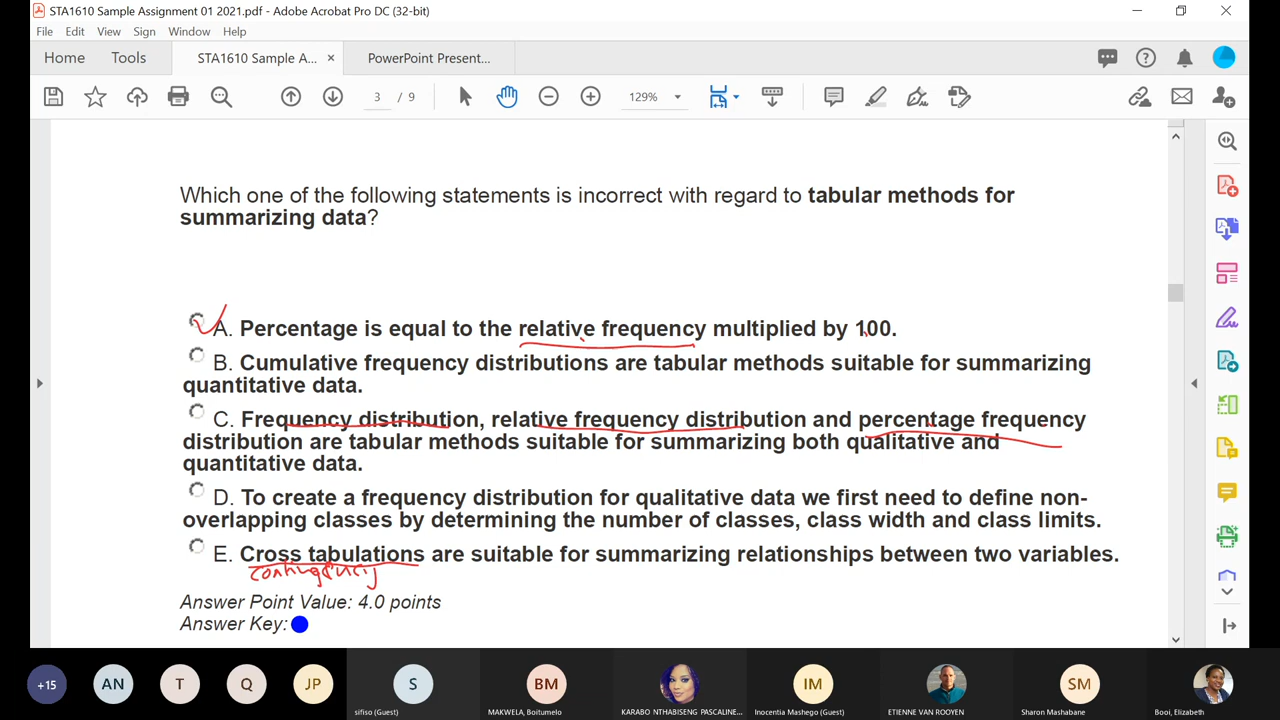 STA1610 Sample Assignment 01 2021.pdf - Adobe Acrobat Pro DC (32-bit)
File Edit View Sign Window Help
Home Tools STA1610 Sample A... × PowerPoint Present...
3 / 9 129%
Which one of the following statements is incorrect with regard to tabular methods for
summarizing data?
A. Percentage is equal to the relative frequency multiplied by 100.
B. Cumulative frequency distributions are tabular methods suitable for summarizing
quantitative data.
C. Frequency distribution, relative frequency distribution and percentage frequency
distribution are tabular methods suitable for summarizing both qualitative and
quantitative data.
D. To create a frequency distribution for qualitative data we first need to define non-
overlapping classes by determining the number of classes, class width and class limits.
E. Cross tabulations are suitable for summarizing relationships between two variables.
contingency
Answer Point Value: 4.0 points
Answer Key:
+15 AN T Q JP S BM IM SM
sifiso (Guest) MAKWELA, Boitumelo KARABO NTHABISENG PASCALINE... Inocentia Mashego (Guest) ETIENNE VAN ROOYEN Sharon Mashabane Booi, Elizabeth